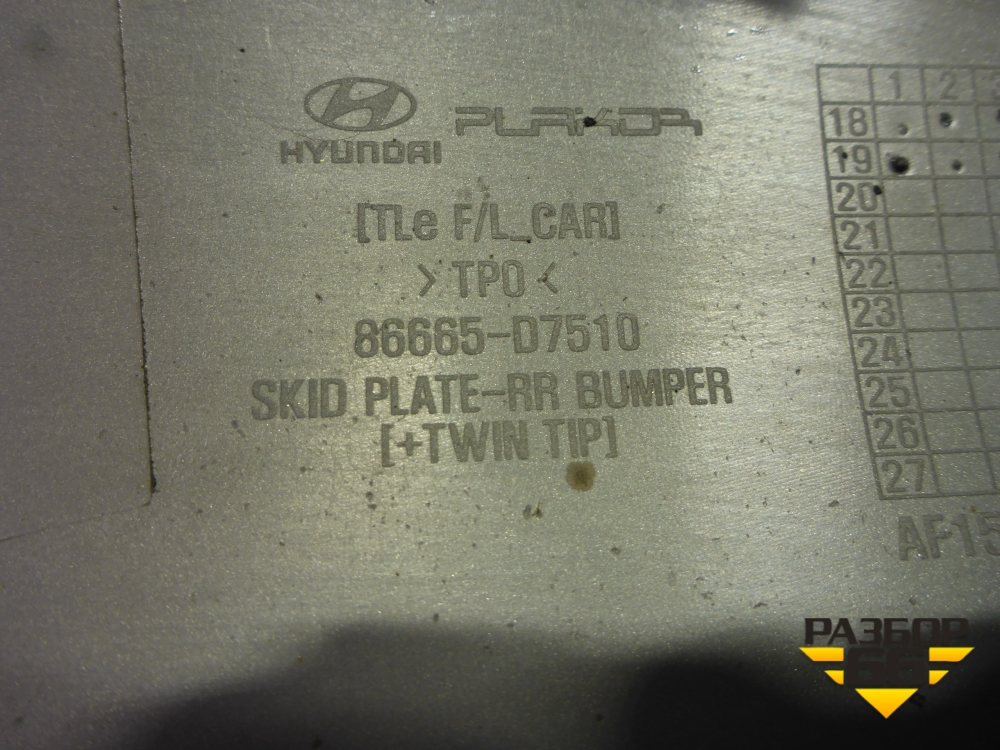 HYUNDAI
PLAKOR
[TLe F/L_CAR]
>TPO<
86665-D7510
SKID PLATE-RR BUMPER
[+TWIN TIP]
1 2
18
19
20
21
22
23
24
25
26
27
AF15
РАЗБОР